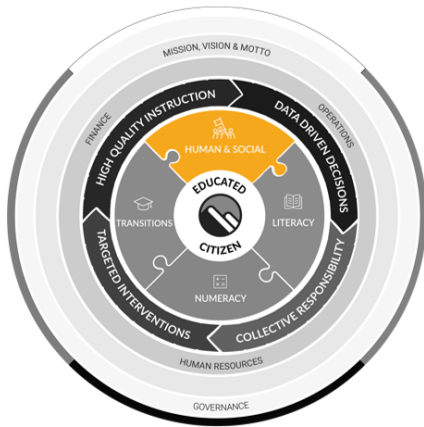 MISSION, VISION & MOTTO
FINANCE
OPERATIONS
HIGH QUALITY INSTRUCTION
DATA DRIVEN DECISIONS
HUMAN & SOCIAL
EDUCATED
CITIZEN
TRANSITIONS
LITERACY
NUMERACY
TARGETED INTERVENTIONS
COLLECTIVE RESPONSIBILITY
HUMAN RESOURCES
GOVERNANCE